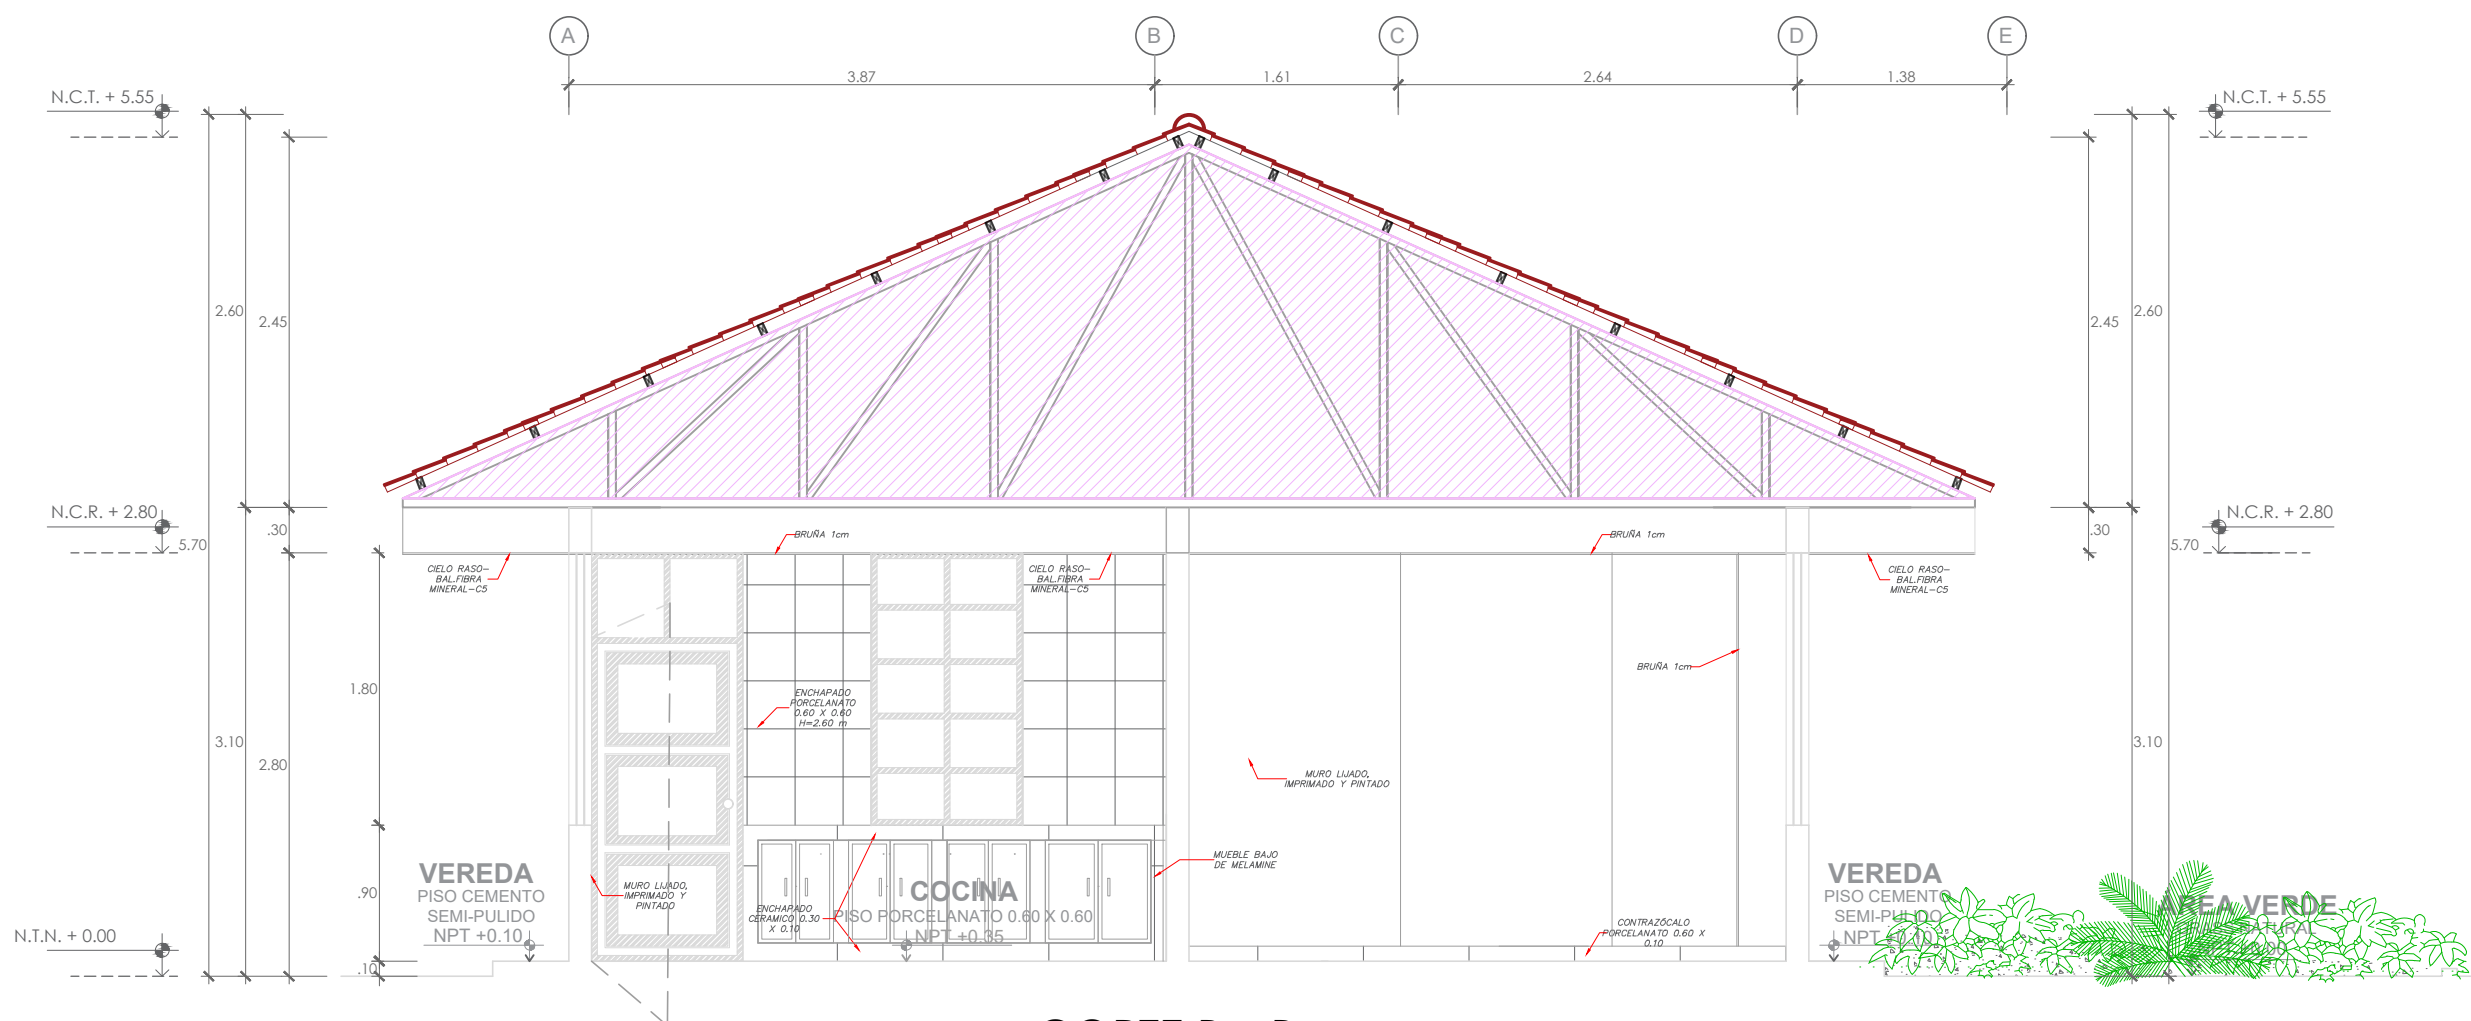 A
B
C
D
E
3.87
1.61
2.64
1.38
N.C.T. + 5.55
N.C.T. + 5.55
2.60
2.45
2.45
2.60
N.C.R. + 2.80
N.C.R. + 2.80
.30
5.70
.30
5.70
BRUÑA 1cm
BRUÑA 1cm
CIELO RASO-
BAL.FIBRA
MINERAL-C5
CIELO RASO-
BAL.FIBRA
MINERAL-C5
CIELO RASO-
BAL.FIBRA
MINERAL-C5
BRUÑA 1cm
1.80
ENCHAPADO
PORCELANATO
0.60 X 0.60
H=2.60 m
3.10
2.80
3.10
MURO LIJADO,
IMPRIMADO Y PINTADO
MUEBLE BAJO
DE MELAMINE
VEREDA
PISO CEMENTO
SEMI-PULIDO
NPT +0.10
.90
MURO LIJADO,
IMPRIMADO Y
PINTADO
ENCHAPADO
CERAMICO 0.30
X 0.10
COCINA
PISO PORCELANATO 0.60 X 0.60
NPT +0.35
CONTRAZÓCALO
PORCELANATO 0.60 X
0.10
VEREDA
PISO CEMENTO
SEMI-PULIDO
NPT +0.10
AREA VERDE
NATURAL
N.T.N. + 0.00
.10